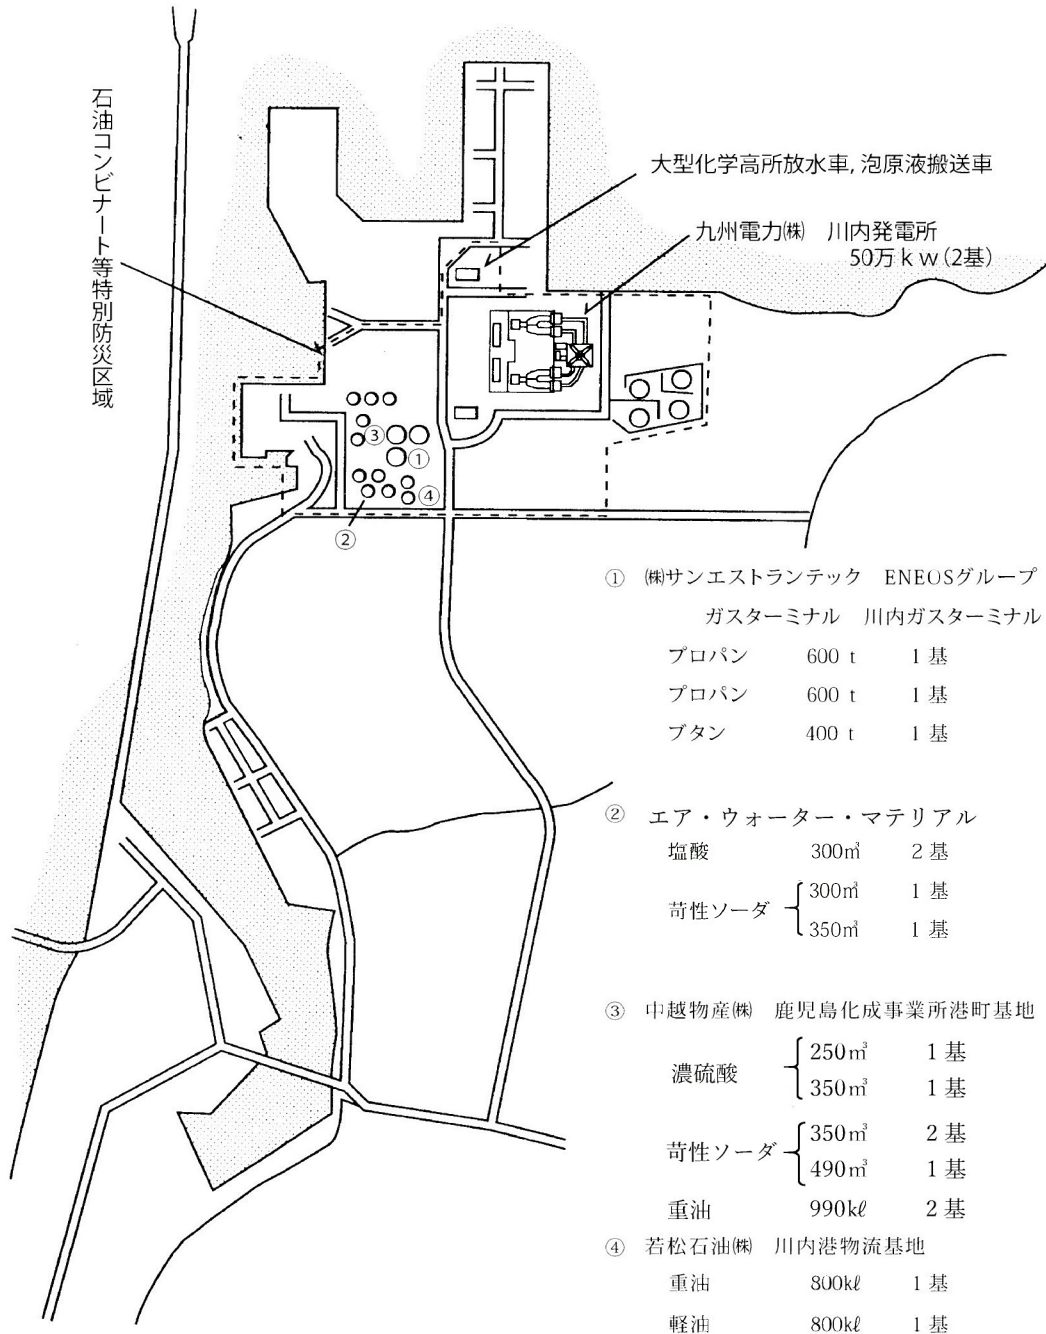 石油コンビナート等特別防災区域
大型化学高所放水車, 泡原液搬送車
九州電力㈱　川内発電所
50万ｋｗ(2基)
③
①
④
②
①　㈱サンエストランテック　ENEOSグループ
ガスターミナル　川内ガスターミナル
プロパン　600 t　1 基
プロパン　600 t　1 基
ブタン　400 t　1 基
②　エア・ウォーター・マテリアル
塩酸　300㎥　2 基
苛性ソーダ　300㎥　1 基
350㎥　1 基
③　中越物産㈱　鹿児島化成事業所港町基地
濃硫酸　250㎥　1 基
350㎥　1 基
苛性ソーダ　350㎥　2 基
490㎥　1 基
重油　990kℓ　2 基
④　若松石油㈱　川内港物流基地
重油　800kℓ　1 基
軽油　800kℓ　1 基